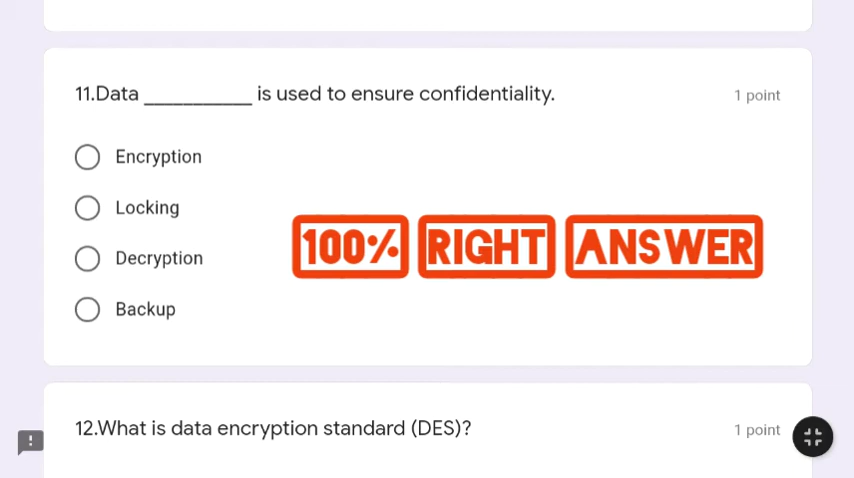 11.Data ___________ is used to ensure confidentiality.
1 point
Encryption
Locking
Decryption
Backup
100% RIGHT ANSWER
12.What is data encryption standard (DES)?
1 point